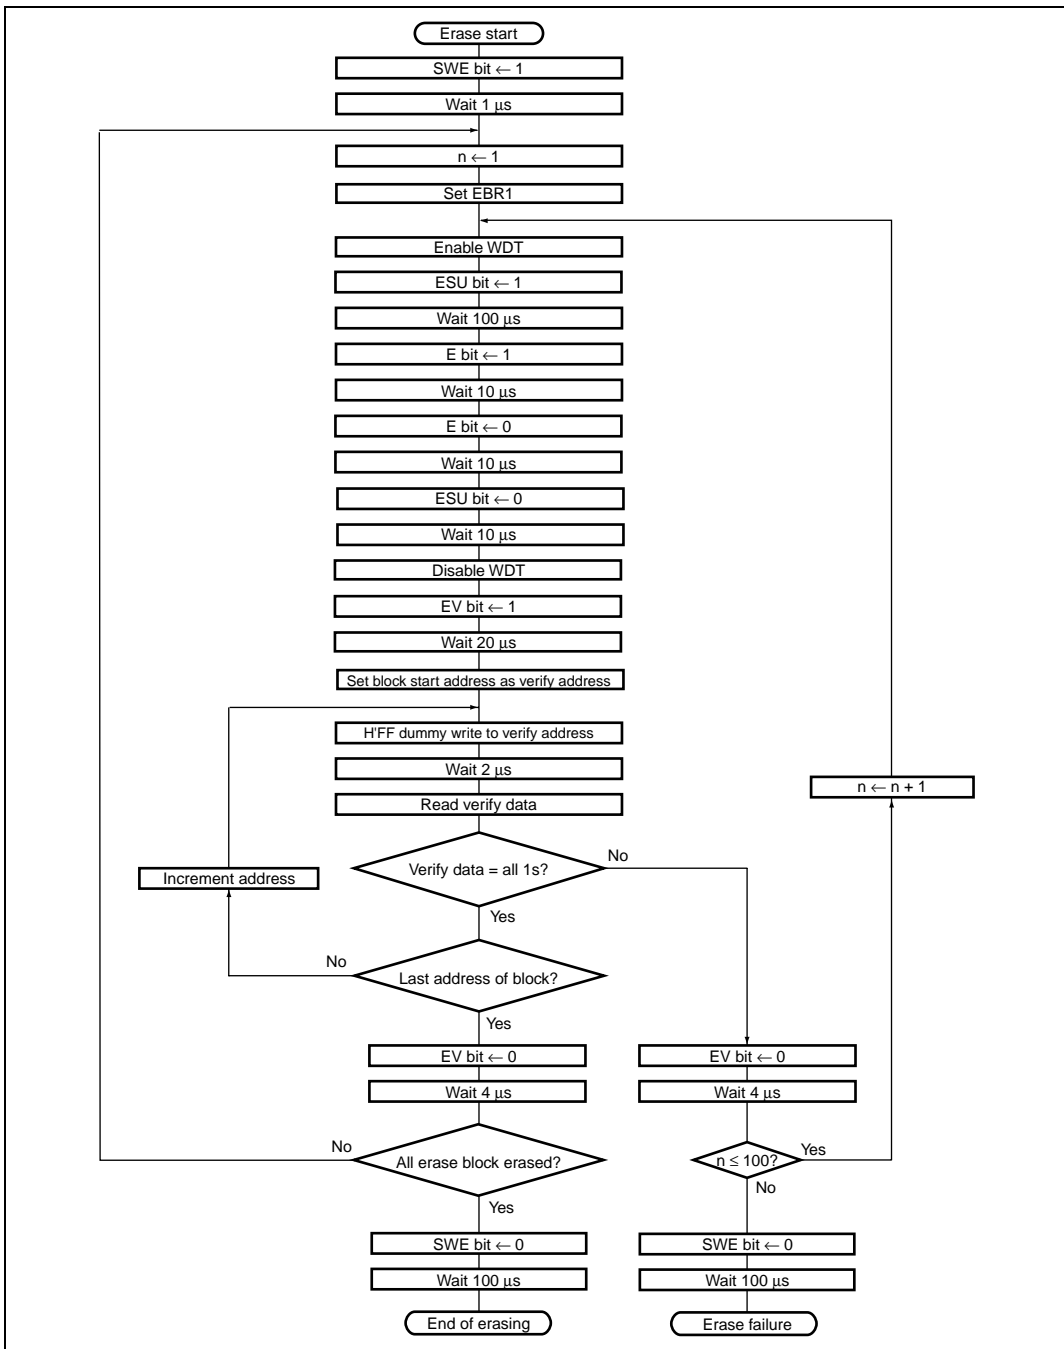 Erase start
SWE bit ← 1
Wait 1 μs
n ← 1
Set EBR1
Enable WDT
ESU bit ← 1
Wait 100 μs
E bit ← 1
Wait 10 μs
E bit ← 0
Wait 10 μs
ESU bit ← 0
Wait 10 μs
Disable WDT
EV bit ← 1
Wait 20 μs
Set block start address as verify address
H'FF dummy write to verify address
Wait 2 μs
n ← n + 1
Read verify data
No
Verify data = all 1s?
Increment address
Yes
No
Last address of block?
Yes
EV bit ← 0
EV bit ← 0
Wait 4 μs
Wait 4 μs
No
All erase block erased?
n ≤ 100?
Yes
No
Yes
SWE bit ← 0
SWE bit ← 0
Wait 100 μs
Wait 100 μs
End of erasing
Erase failure